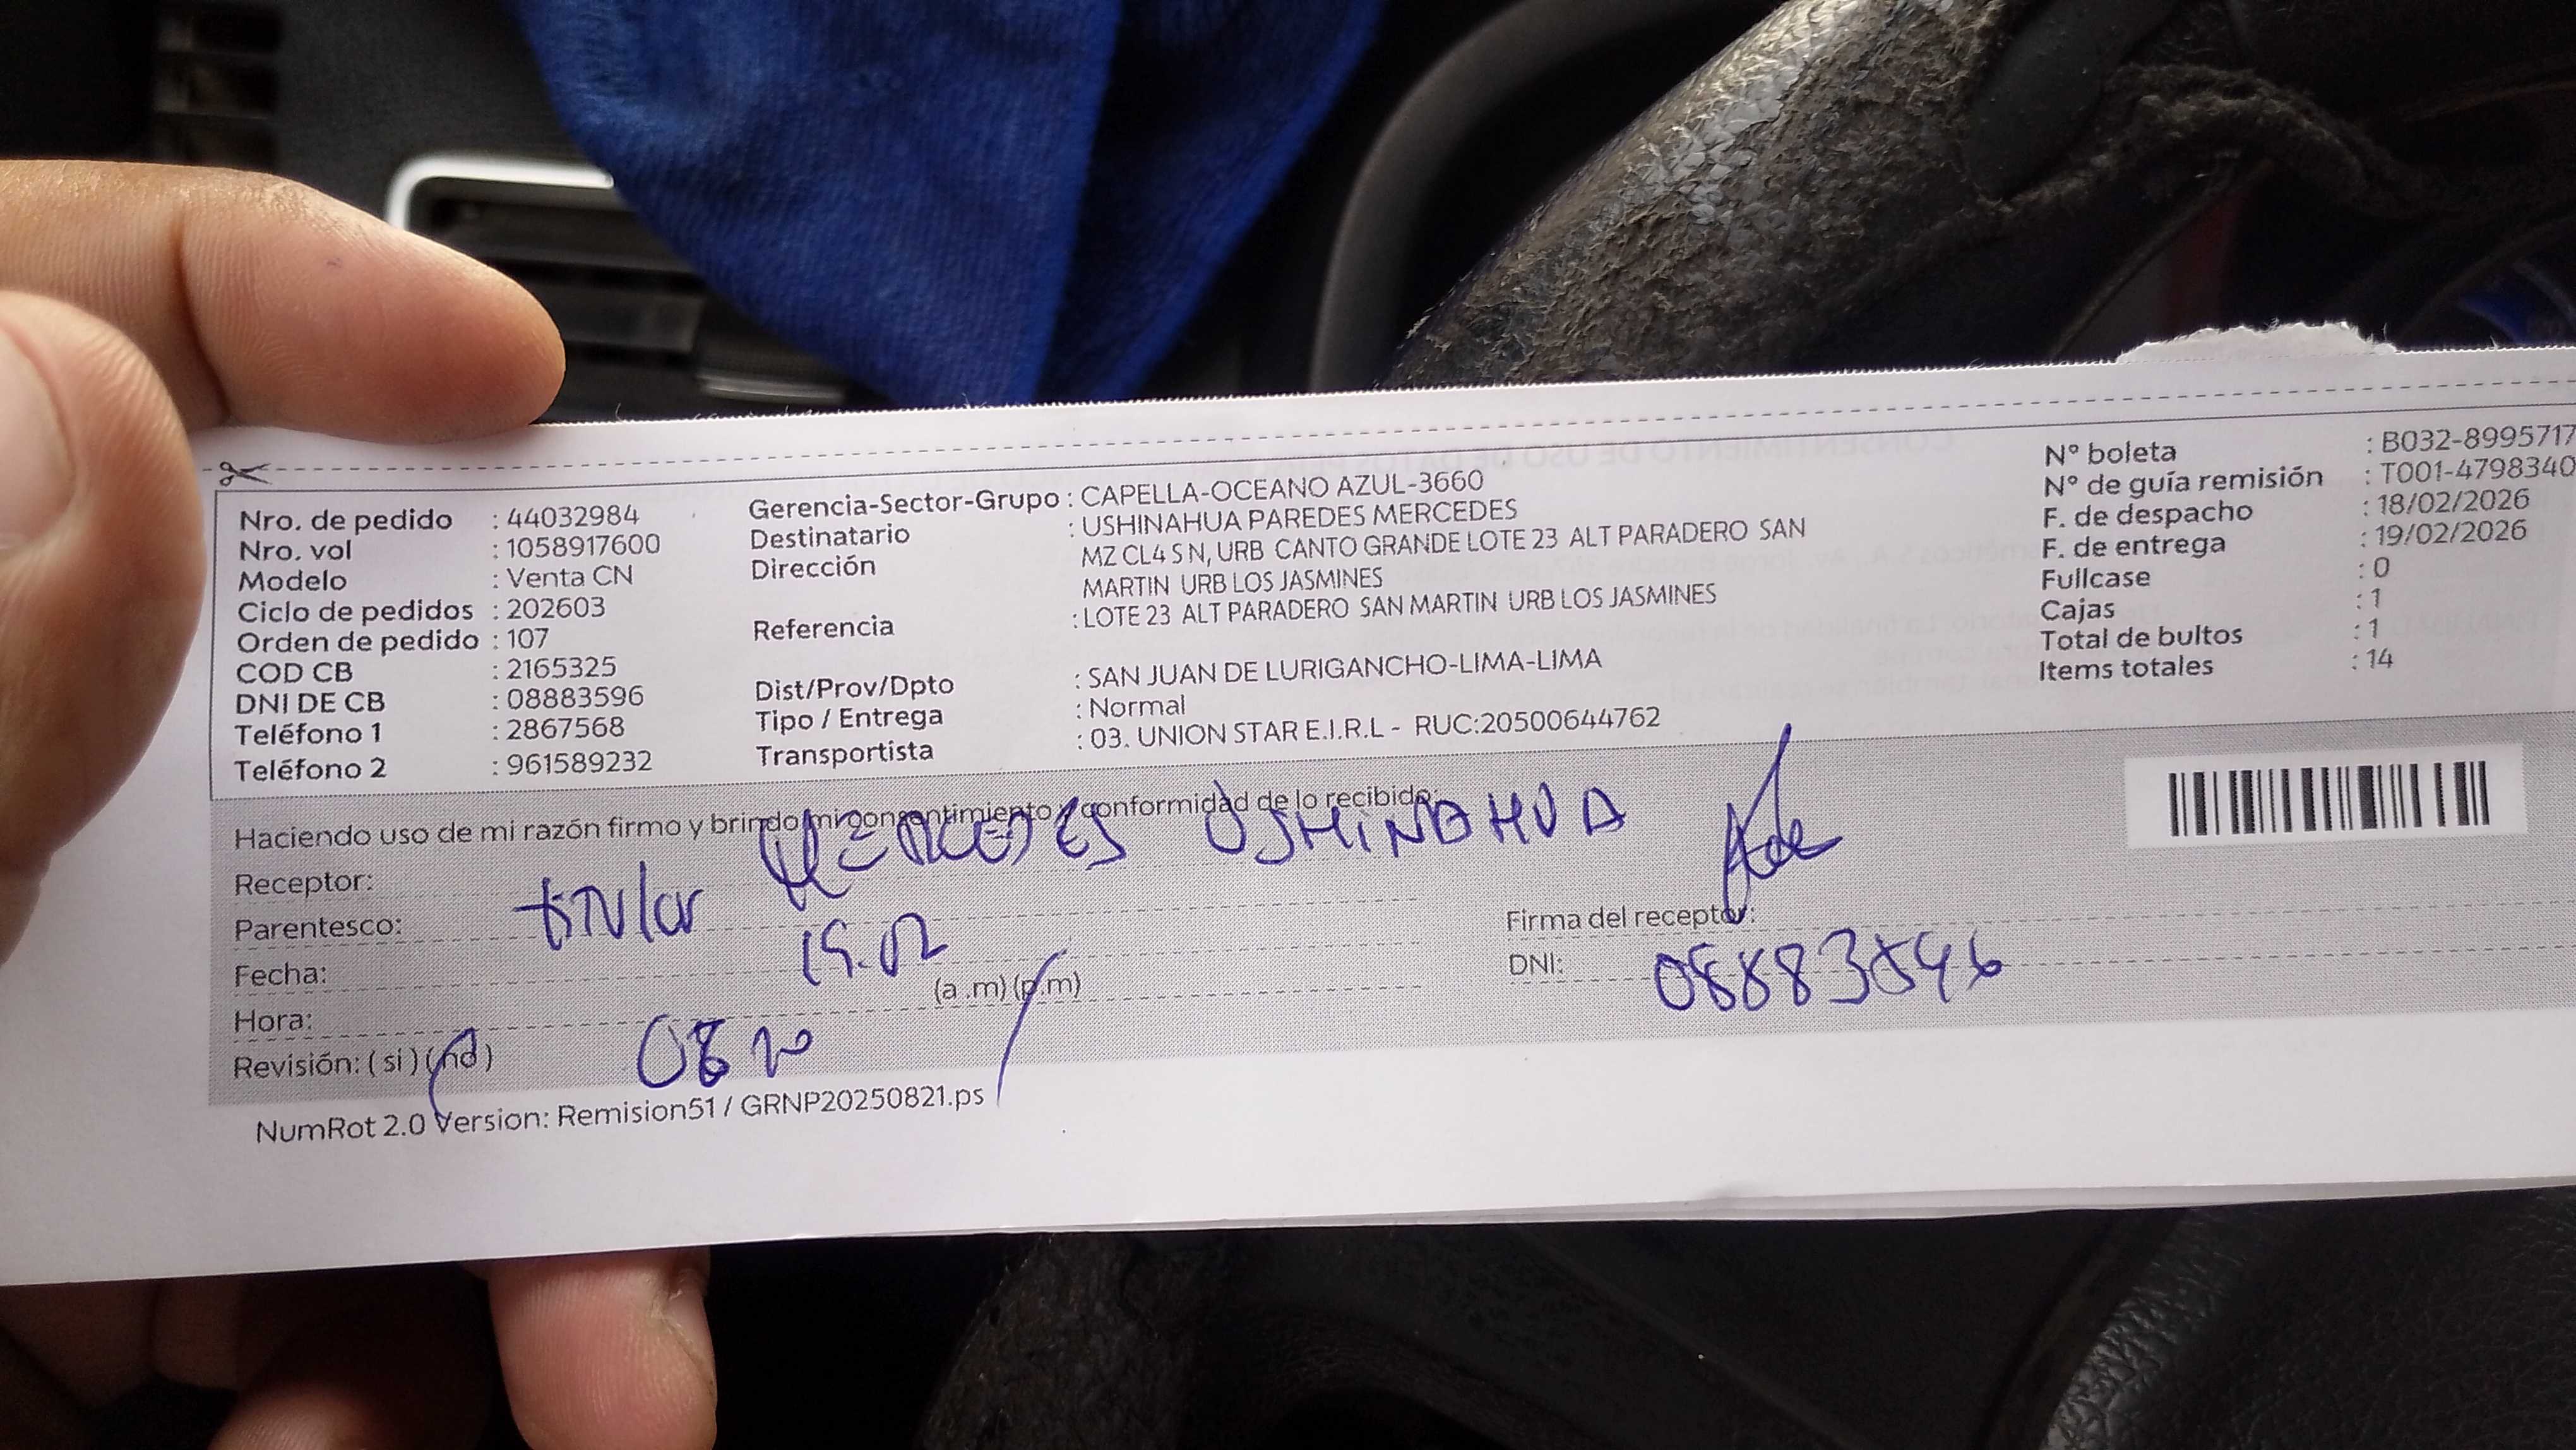 Nro. de pedido : 44032984
Nro. vol : 1058917600
Modelo : Venta CN
Ciclo de pedidos : 202603
Orden de pedido : 107
COD CB : 2165325
DNI DE CB : 08883596
Teléfono 1 : 2867568
Teléfono 2 : 961589232
Gerencia-Sector-Grupo : CAPELLA-OCEANO AZUL-3660
Destinatario : USHINAHUA PAREDES MERCEDES
Dirección MZ CL4 S N, URB CANTO GRANDE LOTE 23 ALT PARADERO SAN
MARTIN URB LOS JASMINES
Referencia : LOTE 23 ALT PARADERO SAN MARTIN URB LOS JASMINES
Dist/Prov/Dpto : SAN JUAN DE LURIGANCHO-LIMA-LIMA
Tipo / Entrega : Normal
Transportista : 03. UNION STAR E.I.R.L - RUC:20500644762
N° boleta : B032-8995717
N° de guía remisión : T001-4798340
F. de despacho : 18/02/2026
F. de entrega : 19/02/2026
Fullcase : 0
Cajas : 1
Total de bultos : 1
Items totales : 14
Haciendo uso de mi razón firmo y brindo mi consentimiento y conformidad de lo recibido:
Receptor: MERCEDES USHINAHUA
Parentesco: titular
Fecha: 19.02
Hora: 08 20 (a .m) (p.m)
Revisión: ( si ) ( no )
Firma del receptor:
DNI: 08883596
NumRot 2.0 Version: Remision51 / GRNP20250821.ps